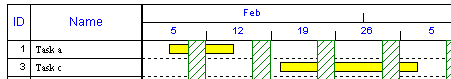 ID Name Feb
5 12 19 26 5
1 Task a
3 Task c